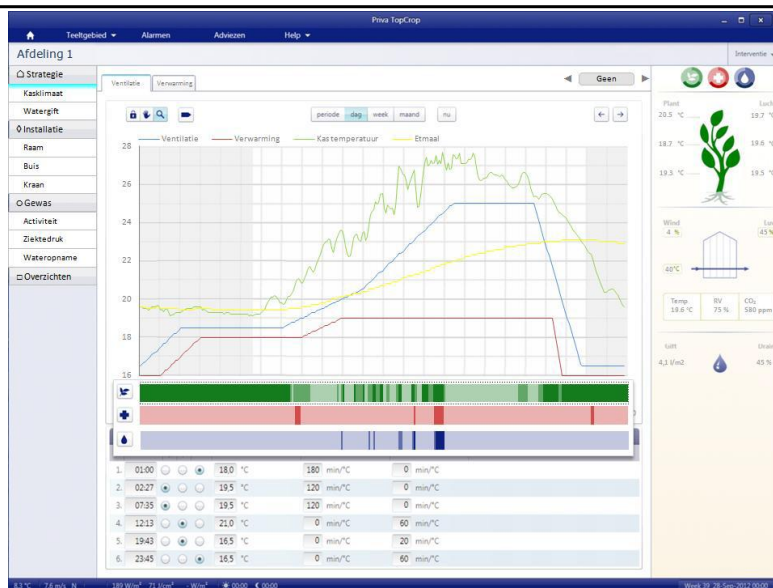 Priva TopCrop
Teeltgebied Alarmen Adviezen Help
Afdeling 1
Interventie
Strategie
Kasklimaat
Watergift
Installatie
Raam
Buis
Kraan
Gewas
Activiteit
Ziektedruk
Wateropname
Overzichten
Ventilatie Verwarming
Geen
periode dag week maand nu
Ventilatie Verwarming Kastemperatuur Etmaal
28
26
24
22
20
18
16
1. 01:00 18,0 °C 180 min/°C 0 min/°C
2. 02:27 19,5 °C 120 min/°C 0 min/°C
3. 07:35 19,5 °C 120 min/°C 0 min/°C
4. 12:13 21,0 °C 0 min/°C 60 min/°C
5. 19:43 16,5 °C 0 min/°C 20 min/°C
6. 23:45 16,5 °C 0 min/°C 60 min/°C
Plant Luch
20.5 °C 19.7 °
18.7 °C 19.6 °
19.3 °C 19.5 °
Wind
4 % 45 %
40°C
Temp RV CO₂
19.6 °C 75 % 580 ppm
Gift
4,1 l/m2 45 %
8.3 °C 7.6 m/s N 189 W/m² 71 J/cm² - W/m² 00:00 00:00 Week 39 28-Sep-2012 00:00